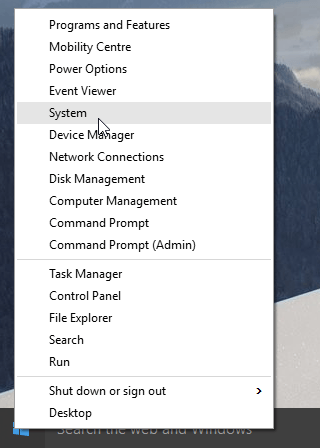 Programs and Features
Mobility Centre
Power Options
Event Viewer
System
Device Manager
Network Connections
Disk Management
Computer Management
Command Prompt
Command Prompt (Admin)
Task Manager
Control Panel
File Explorer
Search
Run
Shut down or sign out
Desktop
Search the web and Windows